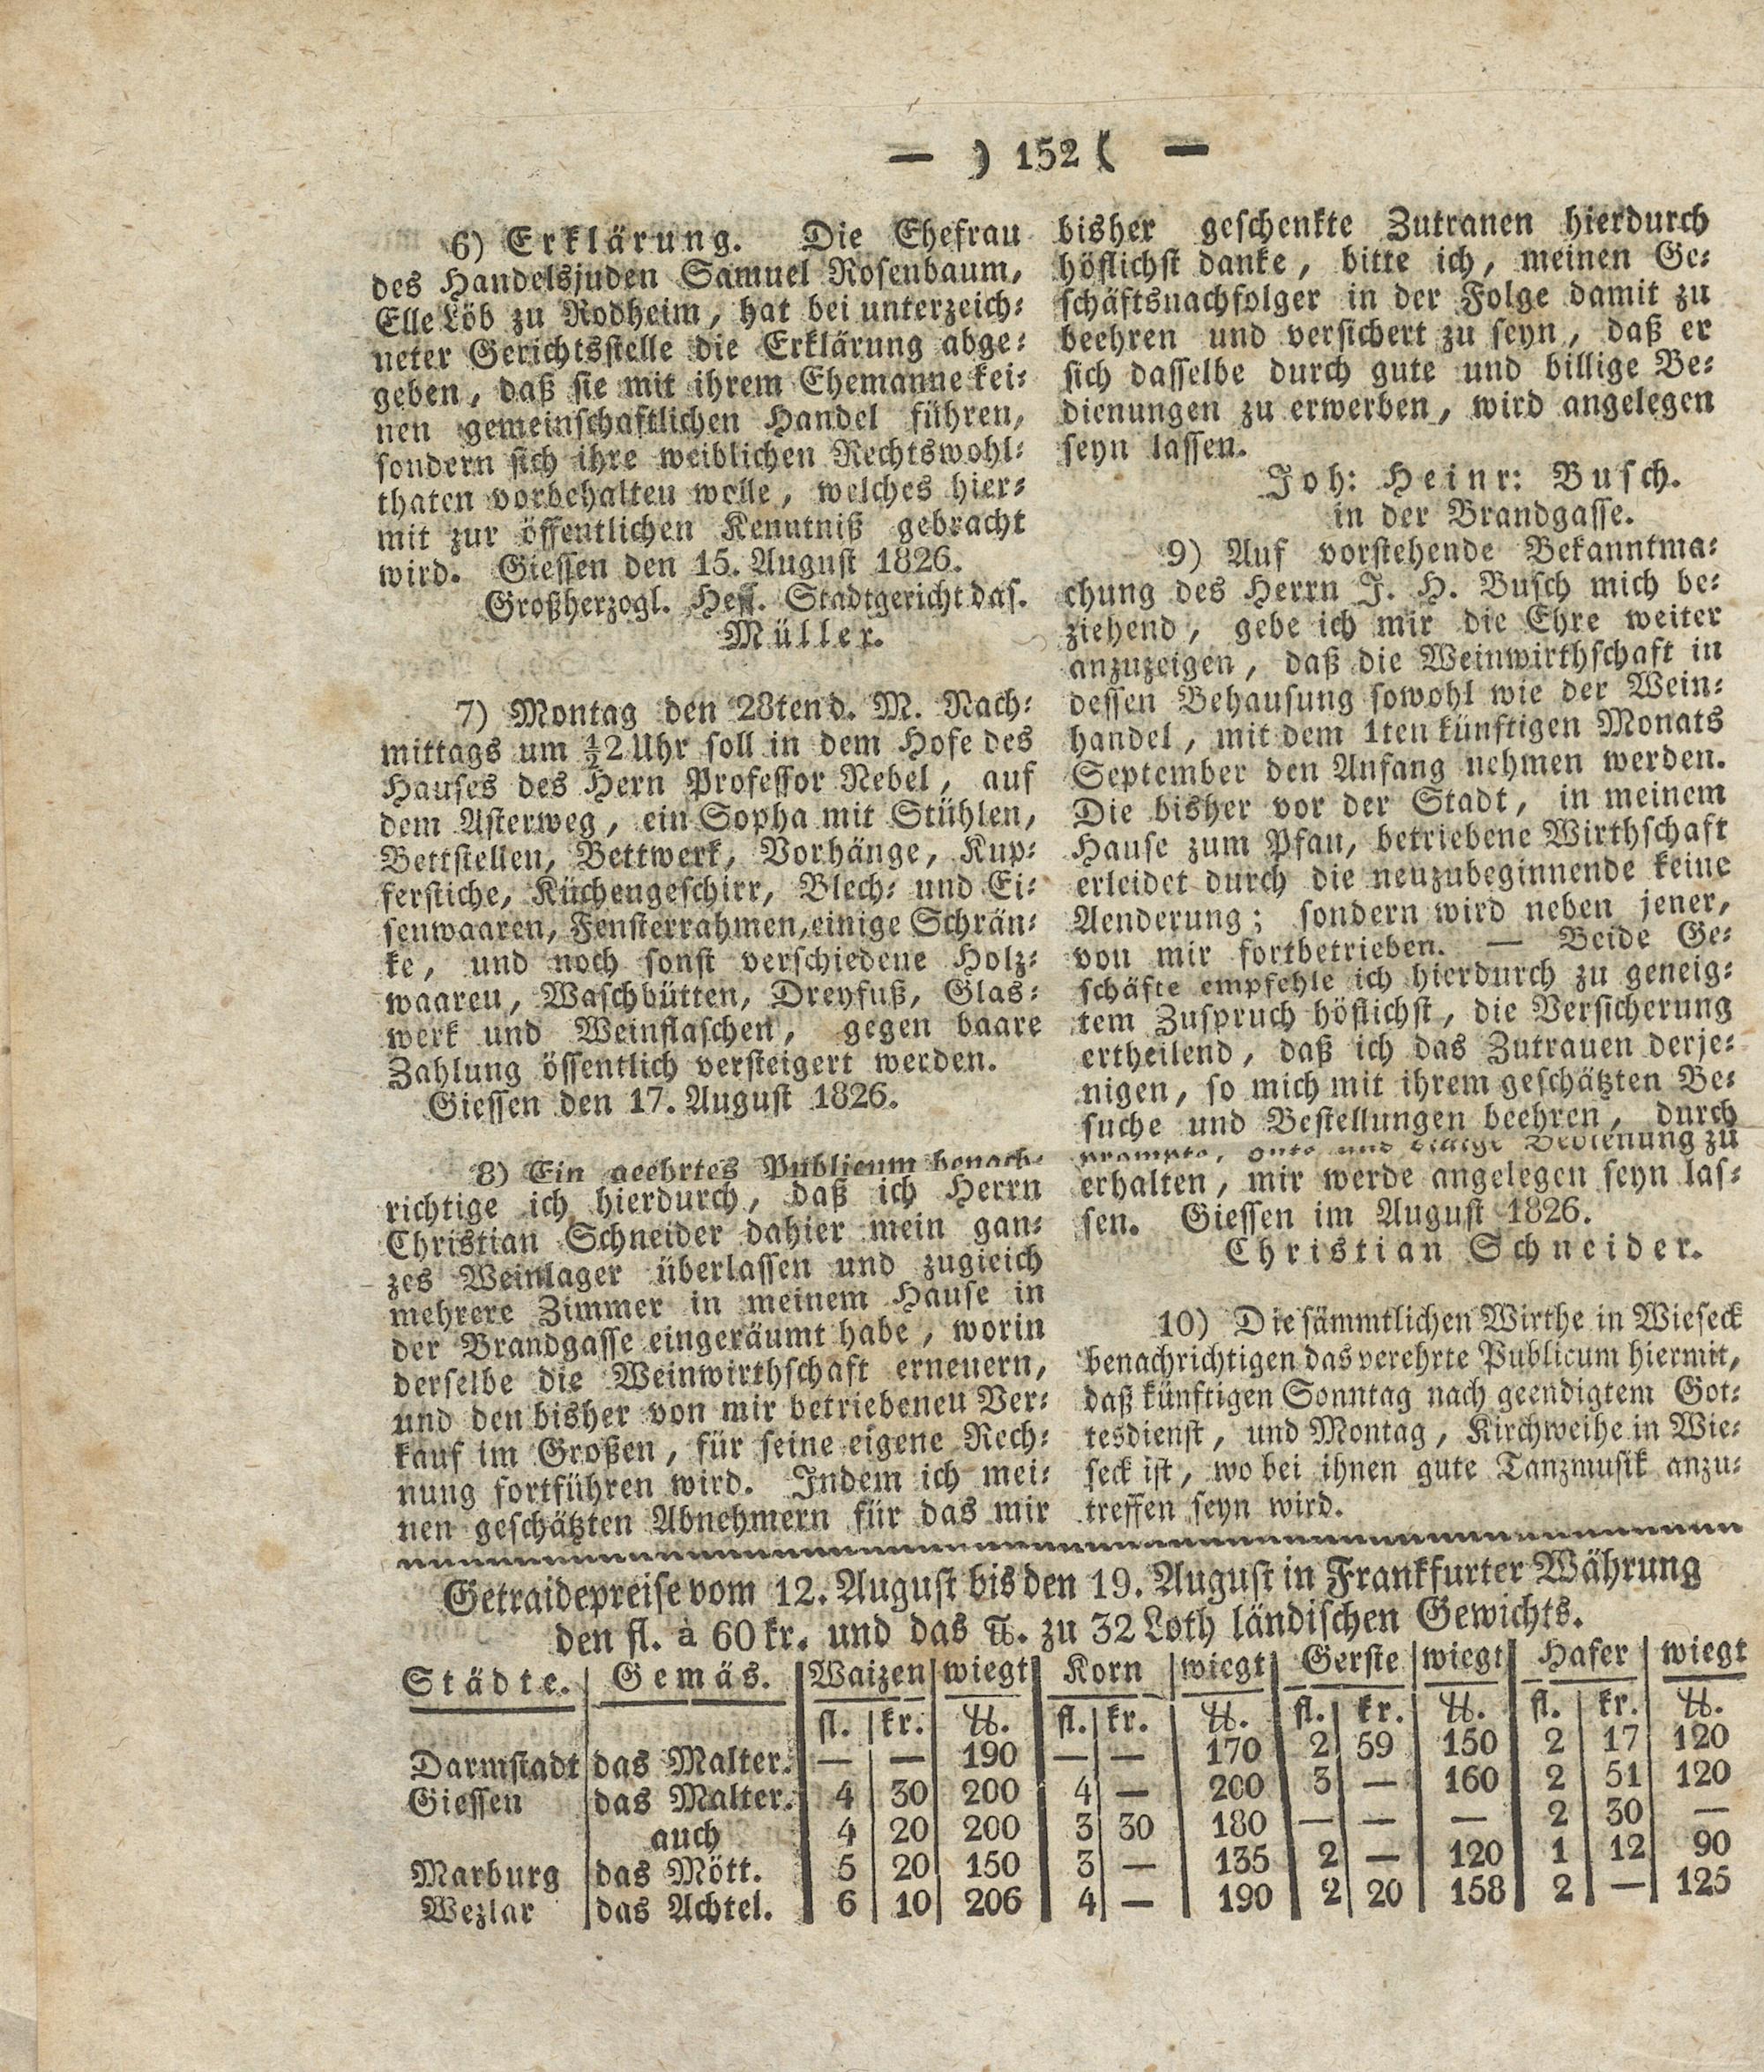 — ) 152 ( —
6) Erklärung. Die Ehefrau
des Handelsjuden Samuel Rosenbaum,
Elle Löb zu Rodheim, hat bei unterzeich-
neter Gerichtsstelle die Erklärung abge-
geben, daß sie mit ihrem Ehemanne kei-
nen gemeinschaftlichen Handel führen,
sondern sich ihre weiblichen Rechtswohl-
thaten vorbehalten wolle, welches hier-
mit zur öffentlichen Kenntniß gebracht
wird. Giessen den 15. August 1826.
Großherzogl. Hess. Stadtgericht das.
Müller.
7) Montag den 28ten d. M. Nach-
mittags um ½2 Uhr soll in dem Hofe des
Hauses des Hern Professor Nebel, auf
dem Asterweg, ein Sopha mit Stühlen,
Bettstellen, Bettwerk, Vorhänge, Kup-
ferstiche, Küchengeschirr, Blech- und Ei-
senwaaren, Fensterrahmen, einige Schrän-
ke, und noch sonst verschiedene Holz-
waaren, Waschbütten, Dreyfuß, Glas-
werk und Weinflaschen, gegen baare
Zahlung öffentlich versteigert werden.
Giessen den 17. August 1826.
8) Ein geehrtes Publicum benach-
richtige ich hierdurch, daß ich Herrn
Christian Schneider dahier mein gan-
zes Weinlager überlassen und zugleich
mehrere Zimmer in meinem Hause in
der Brandgasse eingeräumt habe, worin
derselbe die Weinwirthschaft erneuern,
und den bisher von mir betriebenen Ver-
kauf im Großen, für seine eigene Rech-
nung fortführen wird. Indem ich mei-
nen geschätzten Abnehmern für das mir
bisher geschenkte Zutranen hierdurch
höflichst danke, bitte ich, meinen Ge-
schäftsnachfolger in der Folge damit zu
beehren und versichert zu seyn, daß er
sich dasselbe durch gute und billige Be-
dienungen zu erwerben, wird angelegen
seyn lassen.
Joh: Heinr: Busch.
in der Brandgasse.
9) Auf vorstehende Bekanntma-
chung des Herrn J. H. Busch mich be-
ziehend, gebe ich mir die Ehre weiter
anzuzeigen, daß die Weinwirthschaft in
dessen Behausung sowohl wie der Wein-
handel, mit dem 1ten künftigen Monats
September den Anfang nehmen werden.
Die bisher vor der Stadt, in meinem
Hause zum Pfau, betriebene Wirthschaft
erleidet durch die neuzubeginnende keine
Aenderung; sondern wird neben jener,
von mir fortbetrieben. — Beide Ge-
schäfte empfehle ich hierdurch zu geneig-
tem Zuspruch höflichst, die Versicherung
ertheilend, daß ich das Zutrauen derje-
nigen, so mich mit ihrem geschätzten Be-
suche und Bestellungen beehren, durch
prompte, gute und billige Bedienung zu
erhalten, mir werde angelegen seyn las-
sen. Giessen im August 1826.
Christian Schneider.
10) Die sämmtlichen Wirthe in Wieseck
benachrichtigen das verehrte Publicum hiermit,
daß künftigen Sonntag nach geendigtem Got-
tesdienst, und Montag, Kirchweihe in Wie-
seck ist, wo bei ihnen gute Tanzmusik anzu-
treffen seyn wird.
Getraidepreise vom 12. August bis den 19. August in Frankfurter Währung
den fl. à 60 kr. und das ℔. zu 32 Loth ländischen Gewichts.
Städte. Gemäs. Waizen wiegt Korn wiegt Gerste wiegt Hafer wiegt
fl. kr. ℔. fl. kr. ℔. fl. kr. ℔. fl. kr. ℔.
Darmstadt das Malter. — — 190 — — 170 2 59 150 2 17 120
Giessen das Malter. 4 30 200 4 — 200 3 — 160 2 51 120
auch 4 20 200 3 30 180 — — — 2 30 —
Marburg das Mött. 5 20 150 3 — 135 2 — 120 1 12 90
Wezlar das Achtel. 6 10 206 4 — 190 2 20 158 2 — 125